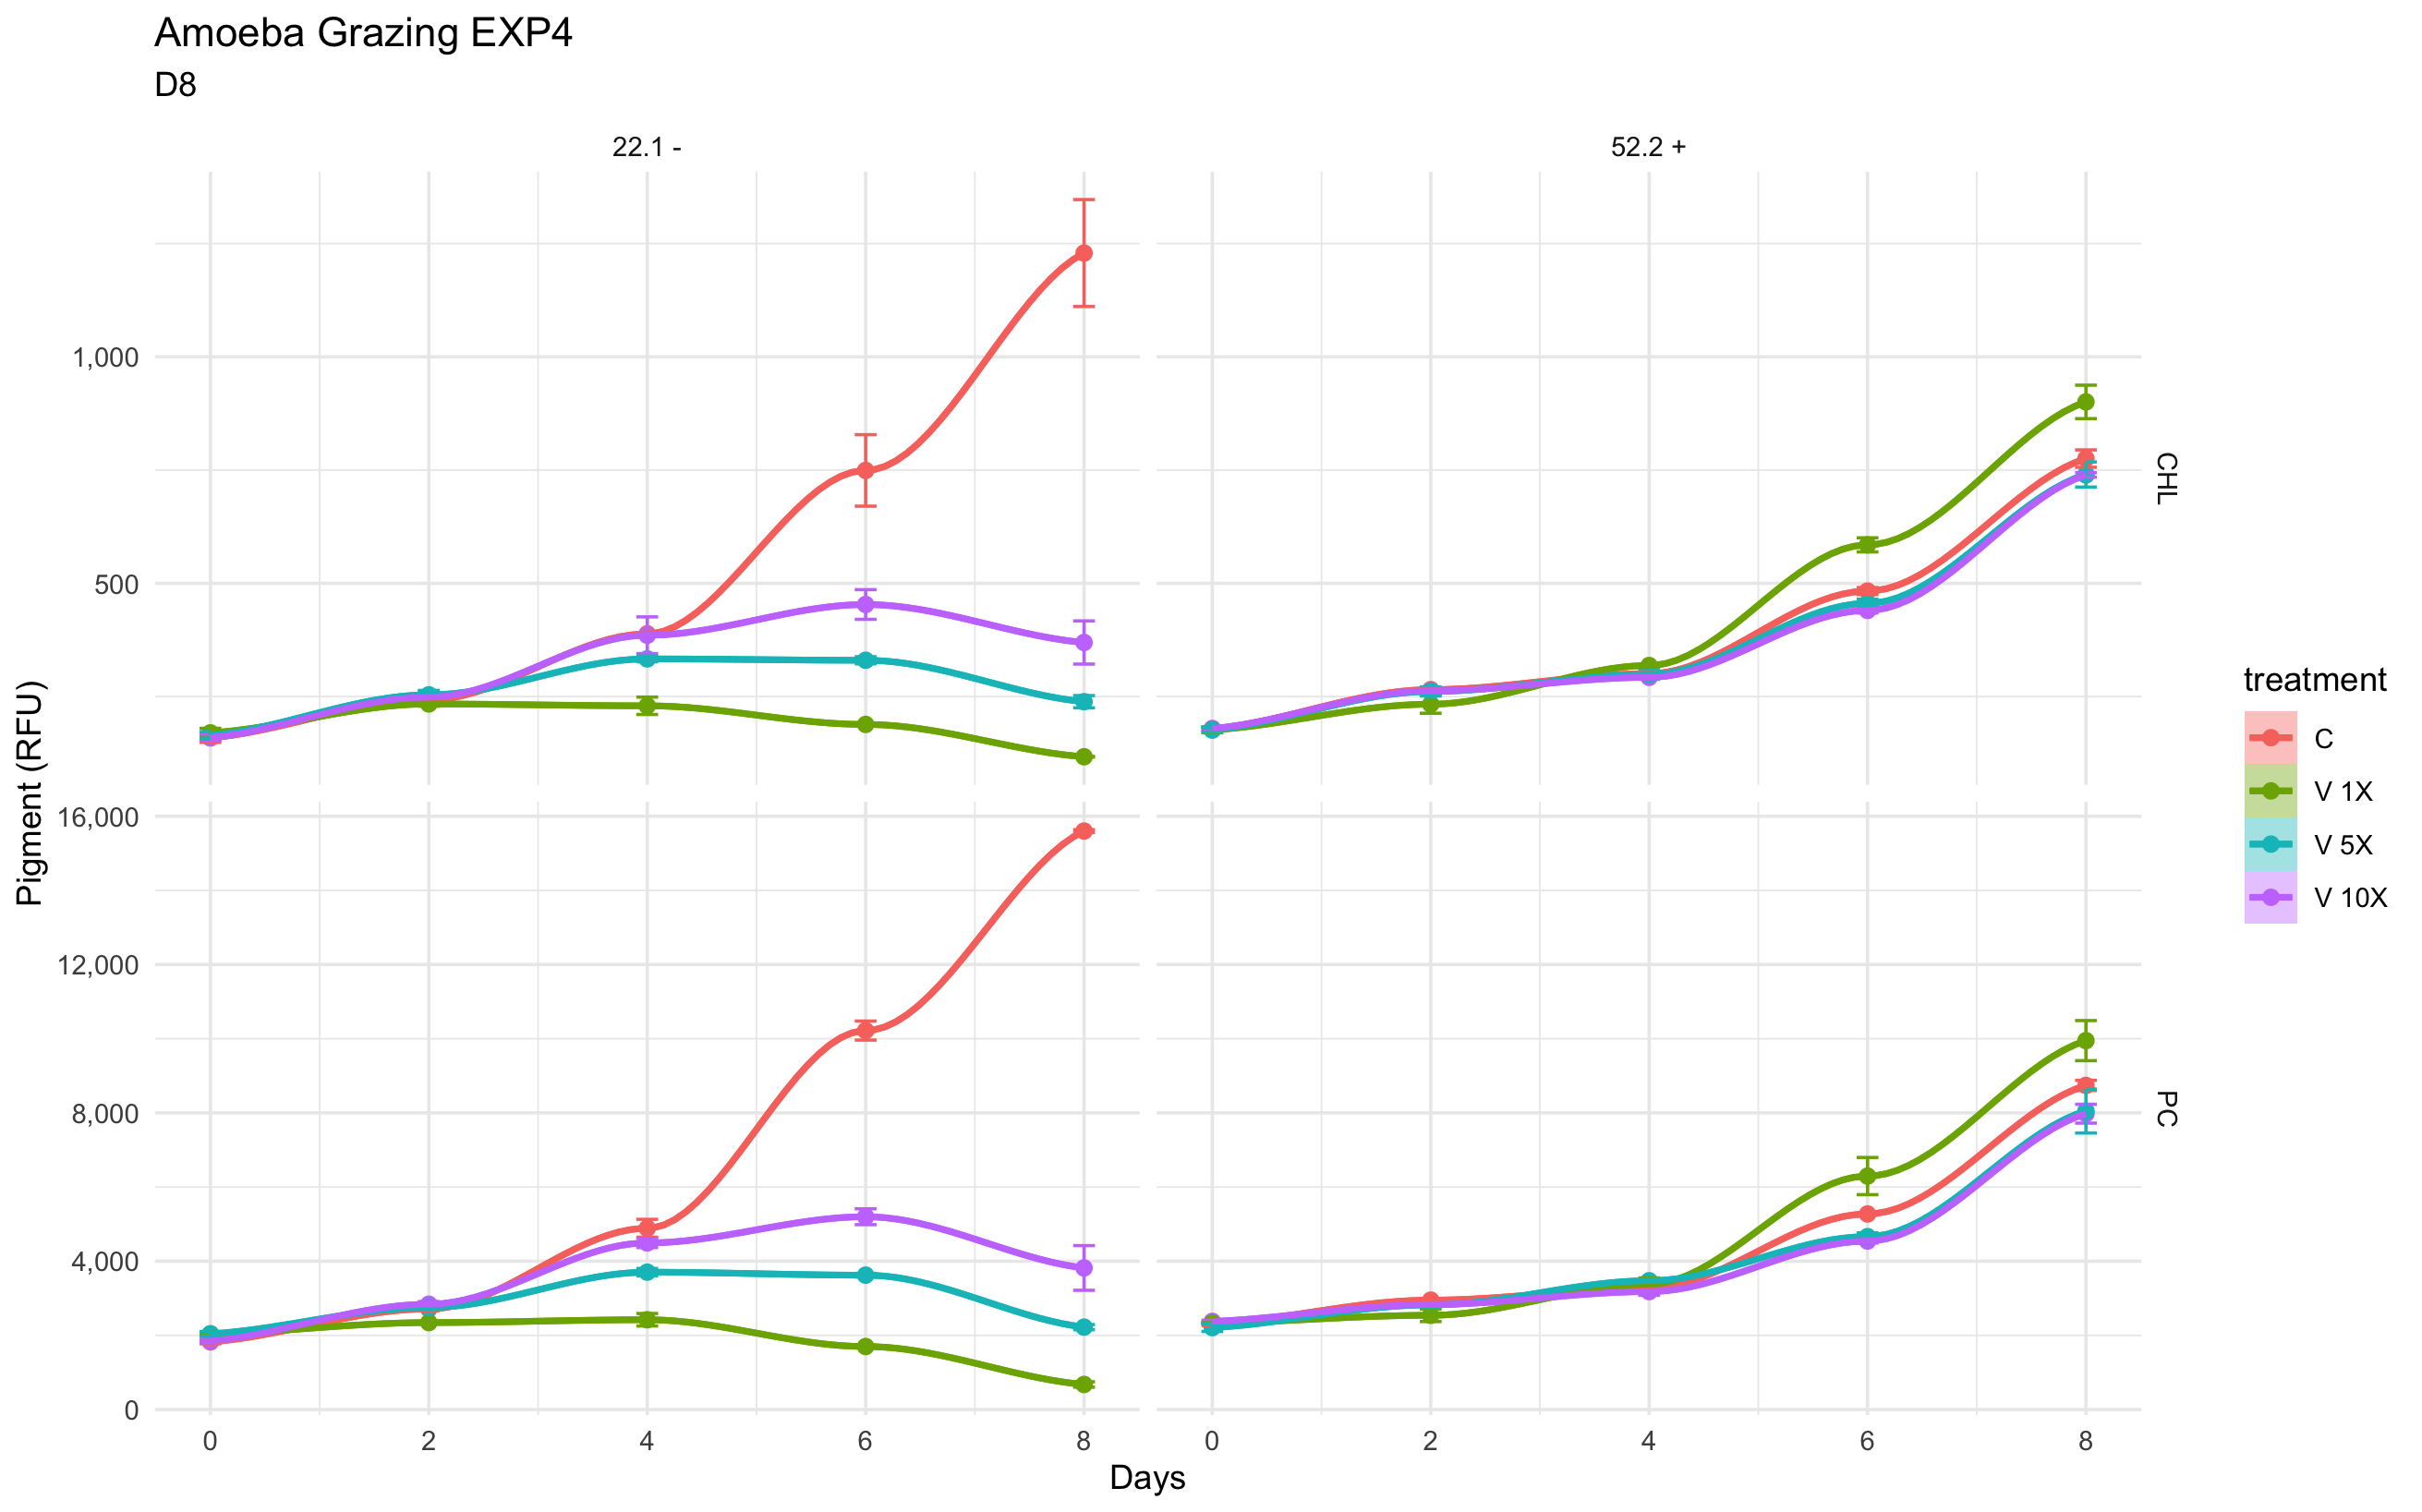 Amoeba Grazing EXP4
D8
22.1 -
52.2 +
1,000
500
CHL
16,000
12,000
8,000
4,000
0
PC
Pigment (RFU)
0 2 4 6 8
0 2 4 6 8
Days
treatment
C
V 1X
V 5X
V 10X